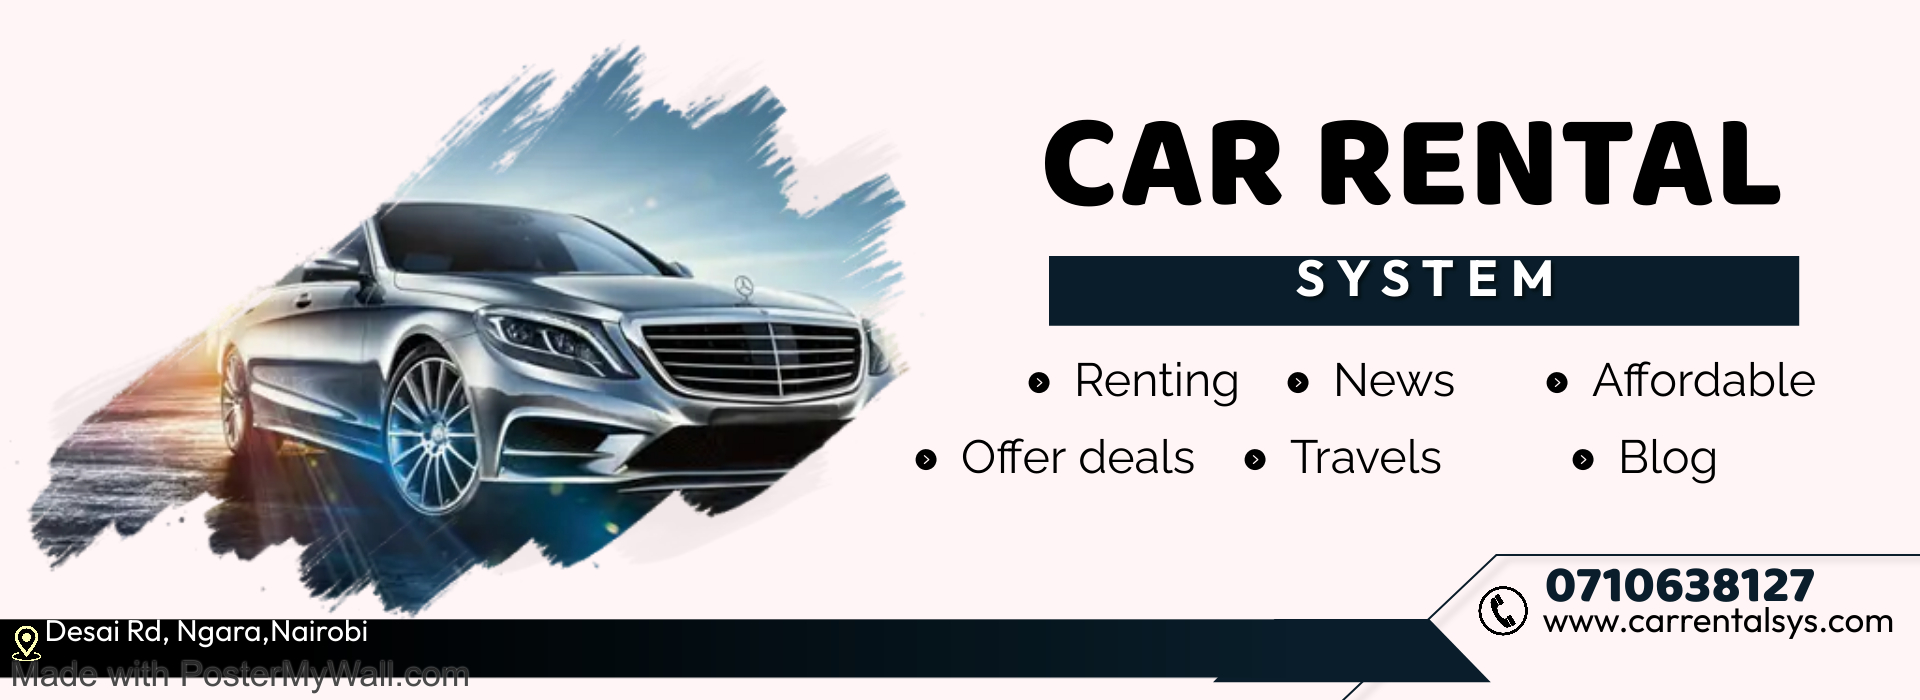 CAR RENTAL
SYSTEM
Renting News Affordable
Offer deals Travels Blog
0710638127
www.carrentalsys.com
Desai Rd, Ngara,Nairobi
Made with PosterMyWall.com